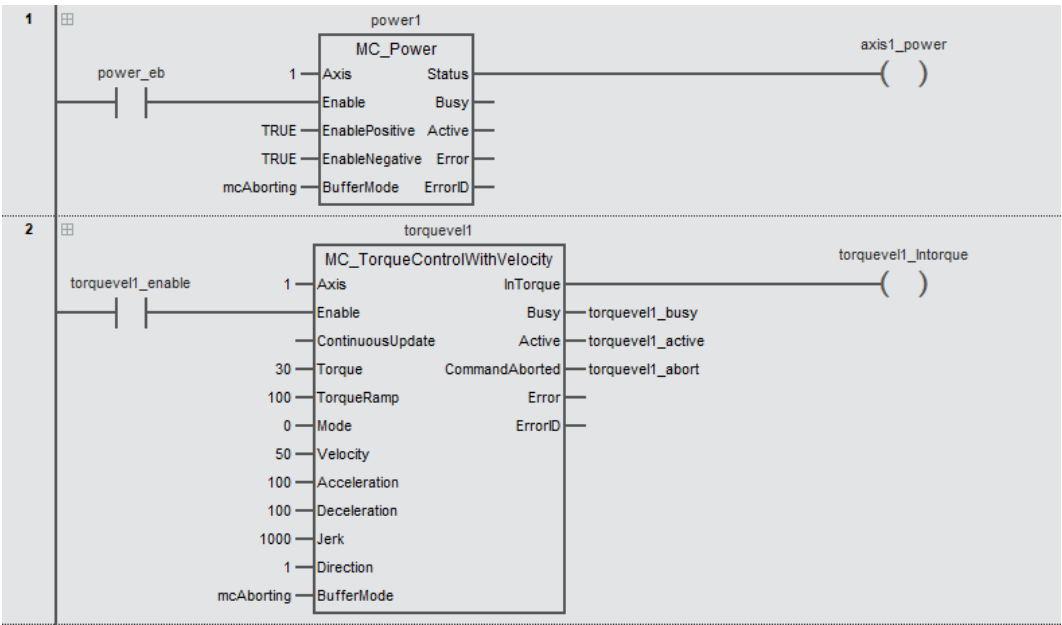 1
power1
MC_Power
axis1_power
power_eb
1 Axis Status
Enable Busy
TRUE EnablePositive Active
TRUE EnableNegative Error
mcAborting BufferMode ErrorID
2
torquevel1
MC_TorqueControlWithVelocity
torquevel1_Intorque
torquevel1_enable
1 Axis InTorque
Enable Busy torquevel1_busy
ContinuousUpdate Active torquevel1_active
30 Torque CommandAborted torquevel1_abort
100 TorqueRamp Error
0 Mode ErrorID
50 Velocity
100 Acceleration
100 Deceleration
1000 Jerk
1 Direction
mcAborting BufferMode